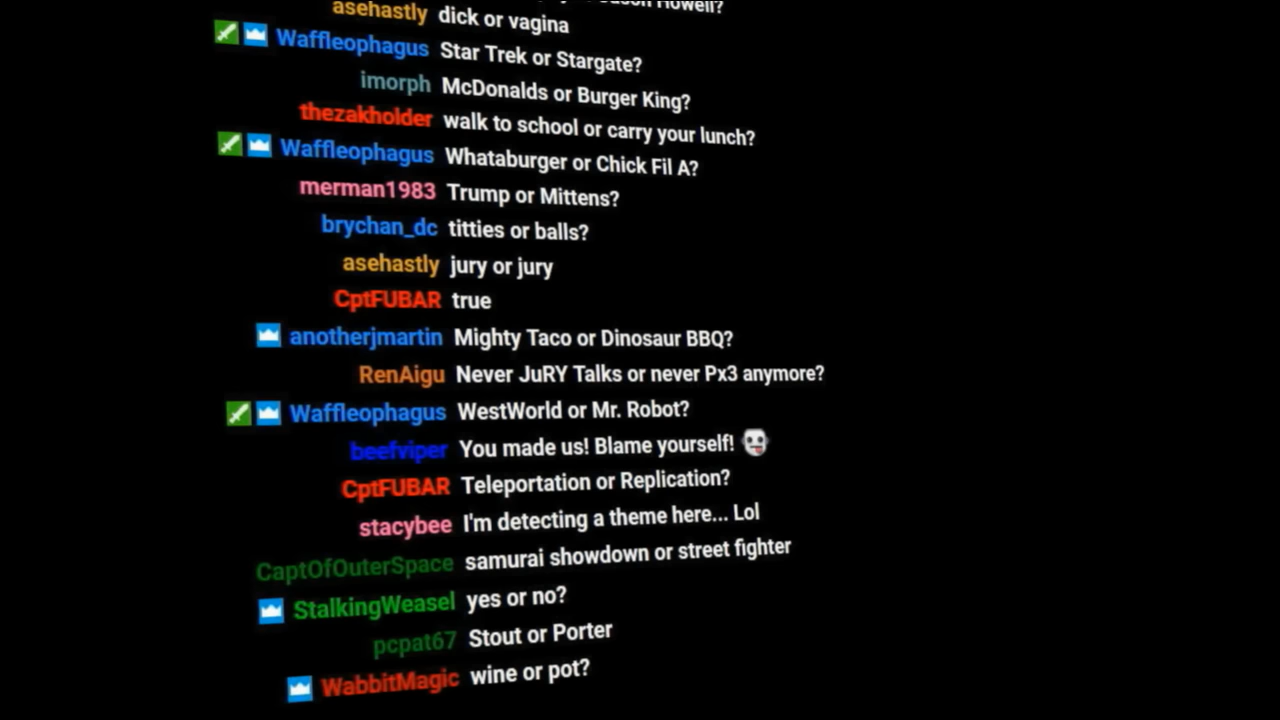 Howell?
asehastly dick or vagina
Waffleophagus Star Trek or Stargate?
imorph McDonalds or Burger King?
thezakholder walk to school or carry your lunch?
Waffleophagus Whataburger or Chick Fil A?
merman1983 Trump or Mittens?
brychan_dc titties or balls?
asehastly jury or jury
CptFUBAR true
anotherjmartin Mighty Taco or Dinosaur BBQ?
RenAigu Never JuRY Talks or never Px3 anymore?
Waffleophagus WestWorld or Mr. Robot?
beefviper You made us! Blame yourself!
CptFUBAR Teleportation or Replication?
stacybee I'm detecting a theme here... Lol
CaptOfOuterSpace samurai showdown or street fighter
StalkingWeasel yes or no?
pcpat67 Stout or Porter
WabbitMagic wine or pot?